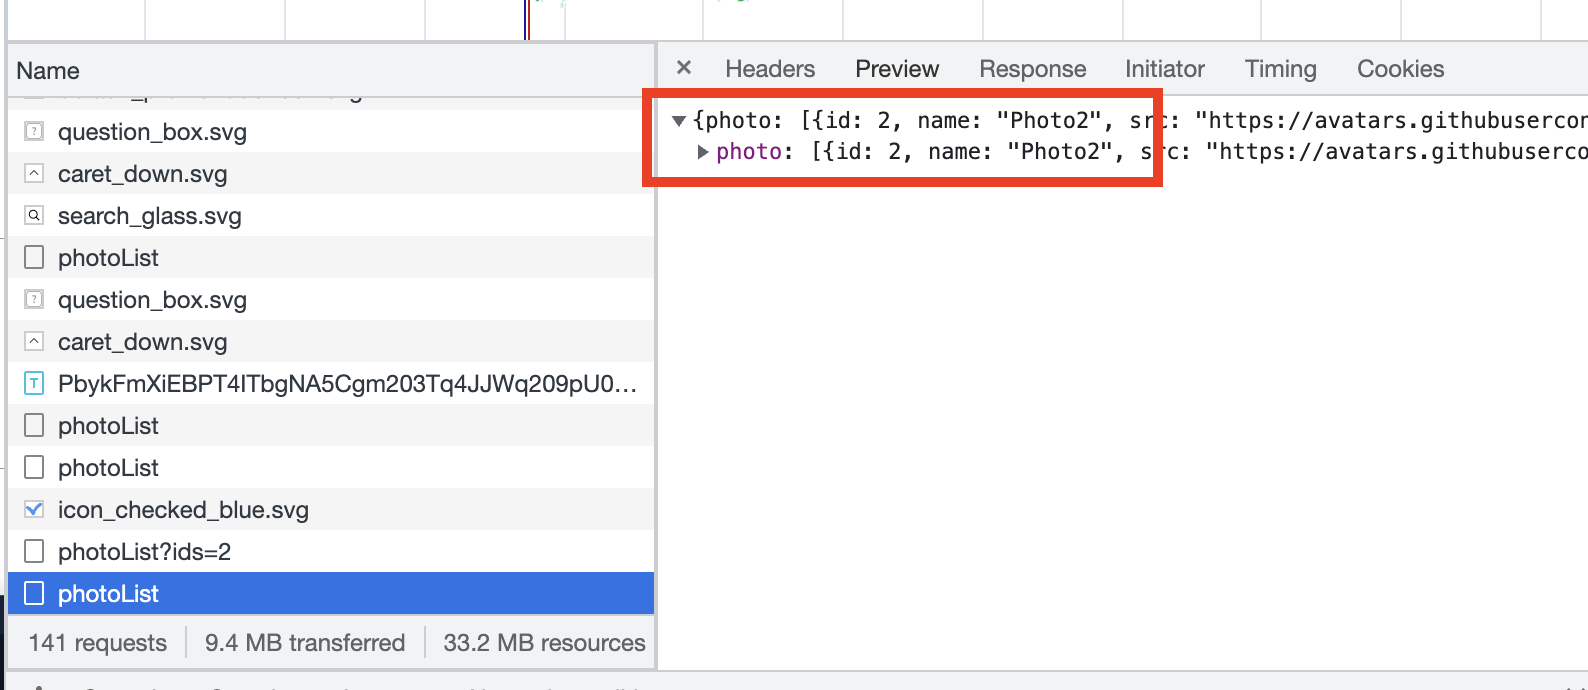 Name
× Headers Preview Response Initiator Timing Cookies
question_box.svg
caret_down.svg
search_glass.svg
photoList
question_box.svg
caret_down.svg
PbykFmXiEBPT4ITbgNA5Cgm203Tq4JJWq209pU0...
photoList
photoList
icon_checked_blue.svg
photoList?ids=2
photoList
141 requests 9.4 MB transferred 33.2 MB resources
▼{photo: [{id: 2, name: "Photo2", src: "https://avatars.githubusercon
▶photo: [{id: 2, name: "Photo2", src: "https://avatars.githubuserco